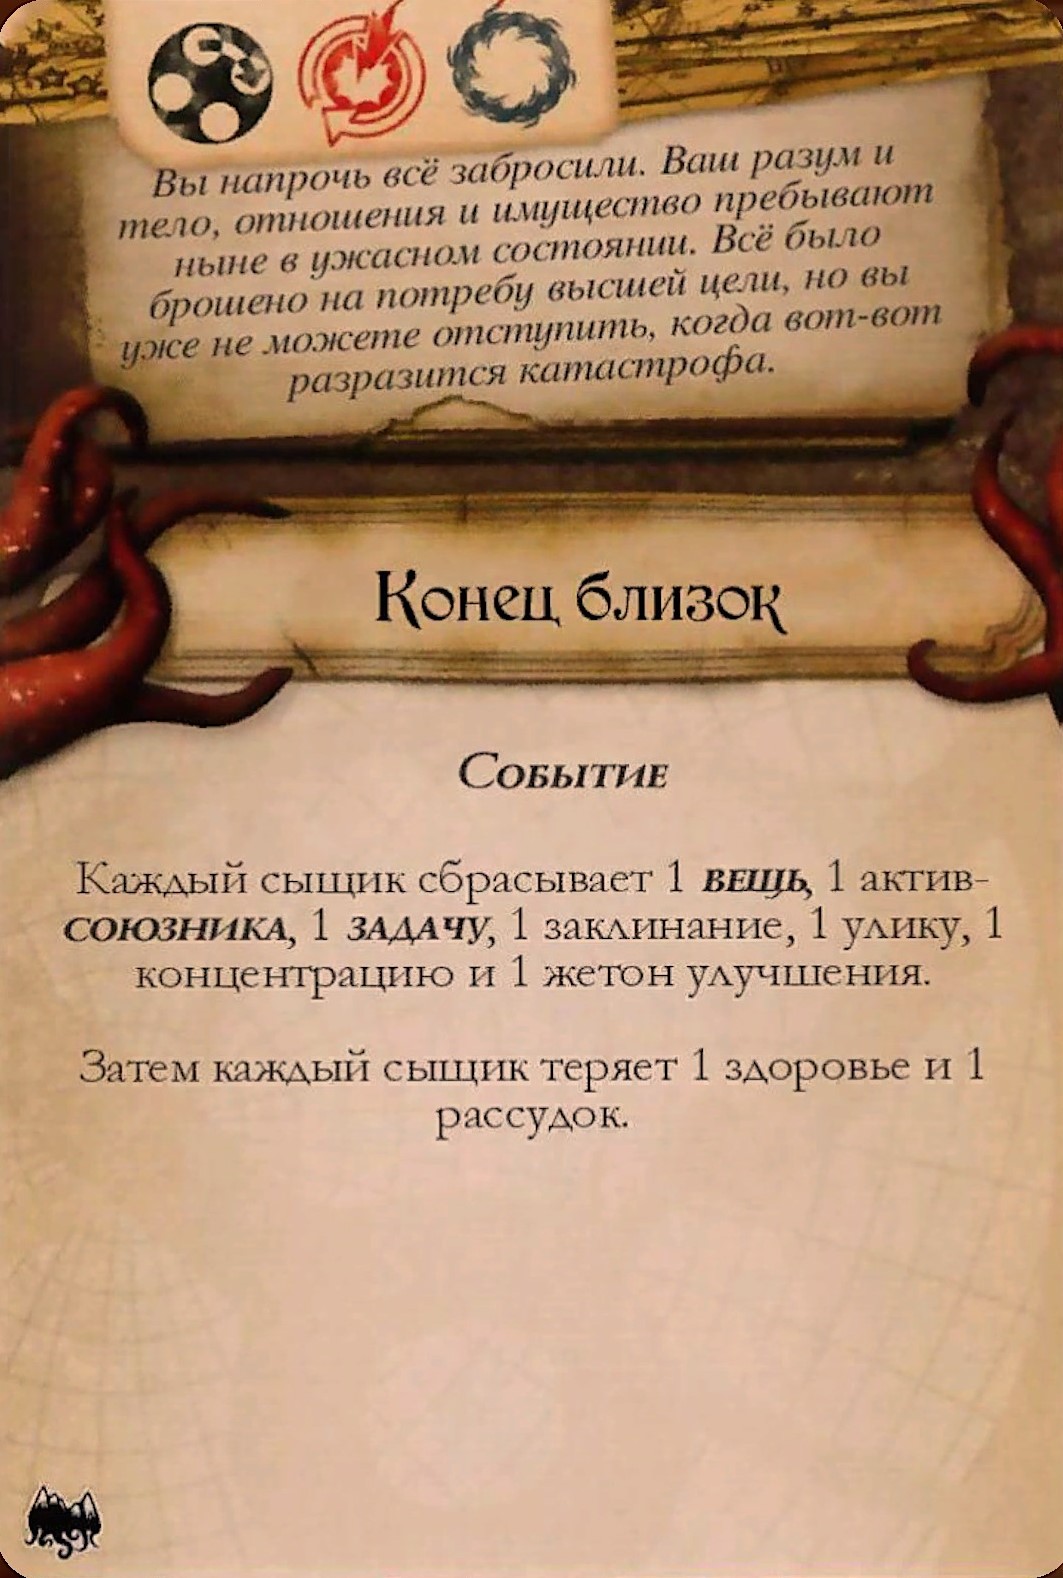 Вы напрочь всё забросили. Ваш разум и
тело, отношения и имущество пребывают
ныне в ужасном состоянии. Всё было
брошено на потребу высшей цели, но вы
уже не можете отступить, когда вот-вот
разразится катастрофа.
Конец близок
Событие
Каждый сыщик сбрасывает 1 ВЕЩЬ, 1 актив-
СОЮЗНИКА, 1 ЗАДАЧУ, 1 заклинание, 1 улику, 1
концентрацию и 1 жетон улучшения.
Затем каждый сыщик теряет 1 здоровье и 1
рассудок.